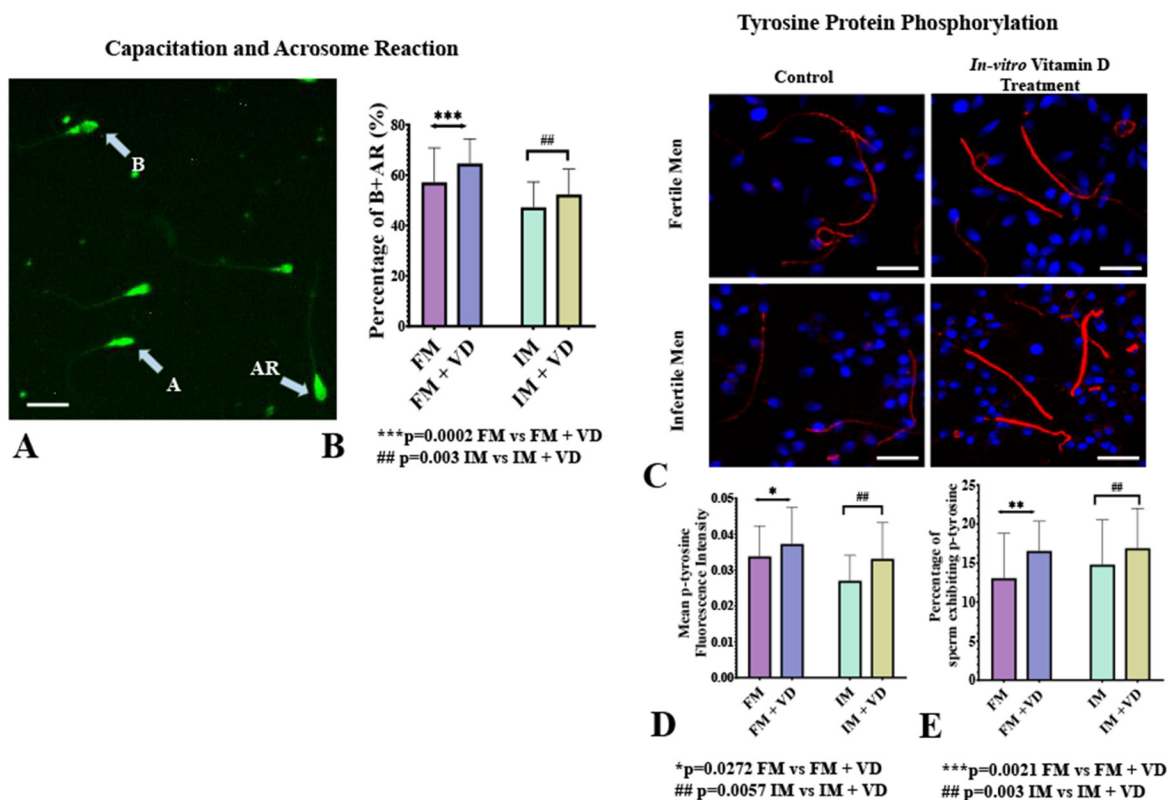 Capacitation and Acrosome Reaction
B
A
AR
A
Percentage of B+AR (%)
80
60
40
20
0
***
##
FM
FM + VD
IM
IM + VD
B
***p=0.0002 FM vs FM + VD
## p=0.003 IM vs IM + VD
Tyrosine Protein Phosphorylation
Control
In-vitro Vitamin D
Treatment
Fertile Men
Infertile Men
C
Mean p-tyrosine
Fluorescence Intensity
0.05
0.04
0.03
0.02
0.01
0.00
*
##
FM
FM + VD
IM
IM + VD
D
*p=0.0272 FM vs FM + VD
## p=0.0057 IM vs IM + VD
Percentage of
sperm exhibiting p-tyrosine
25
20
15
10
5
0
**
##
FM
FM + VD
IM
IM + VD
E
***p=0.0021 FM vs FM + VD
## p=0.003 IM vs IM + VD